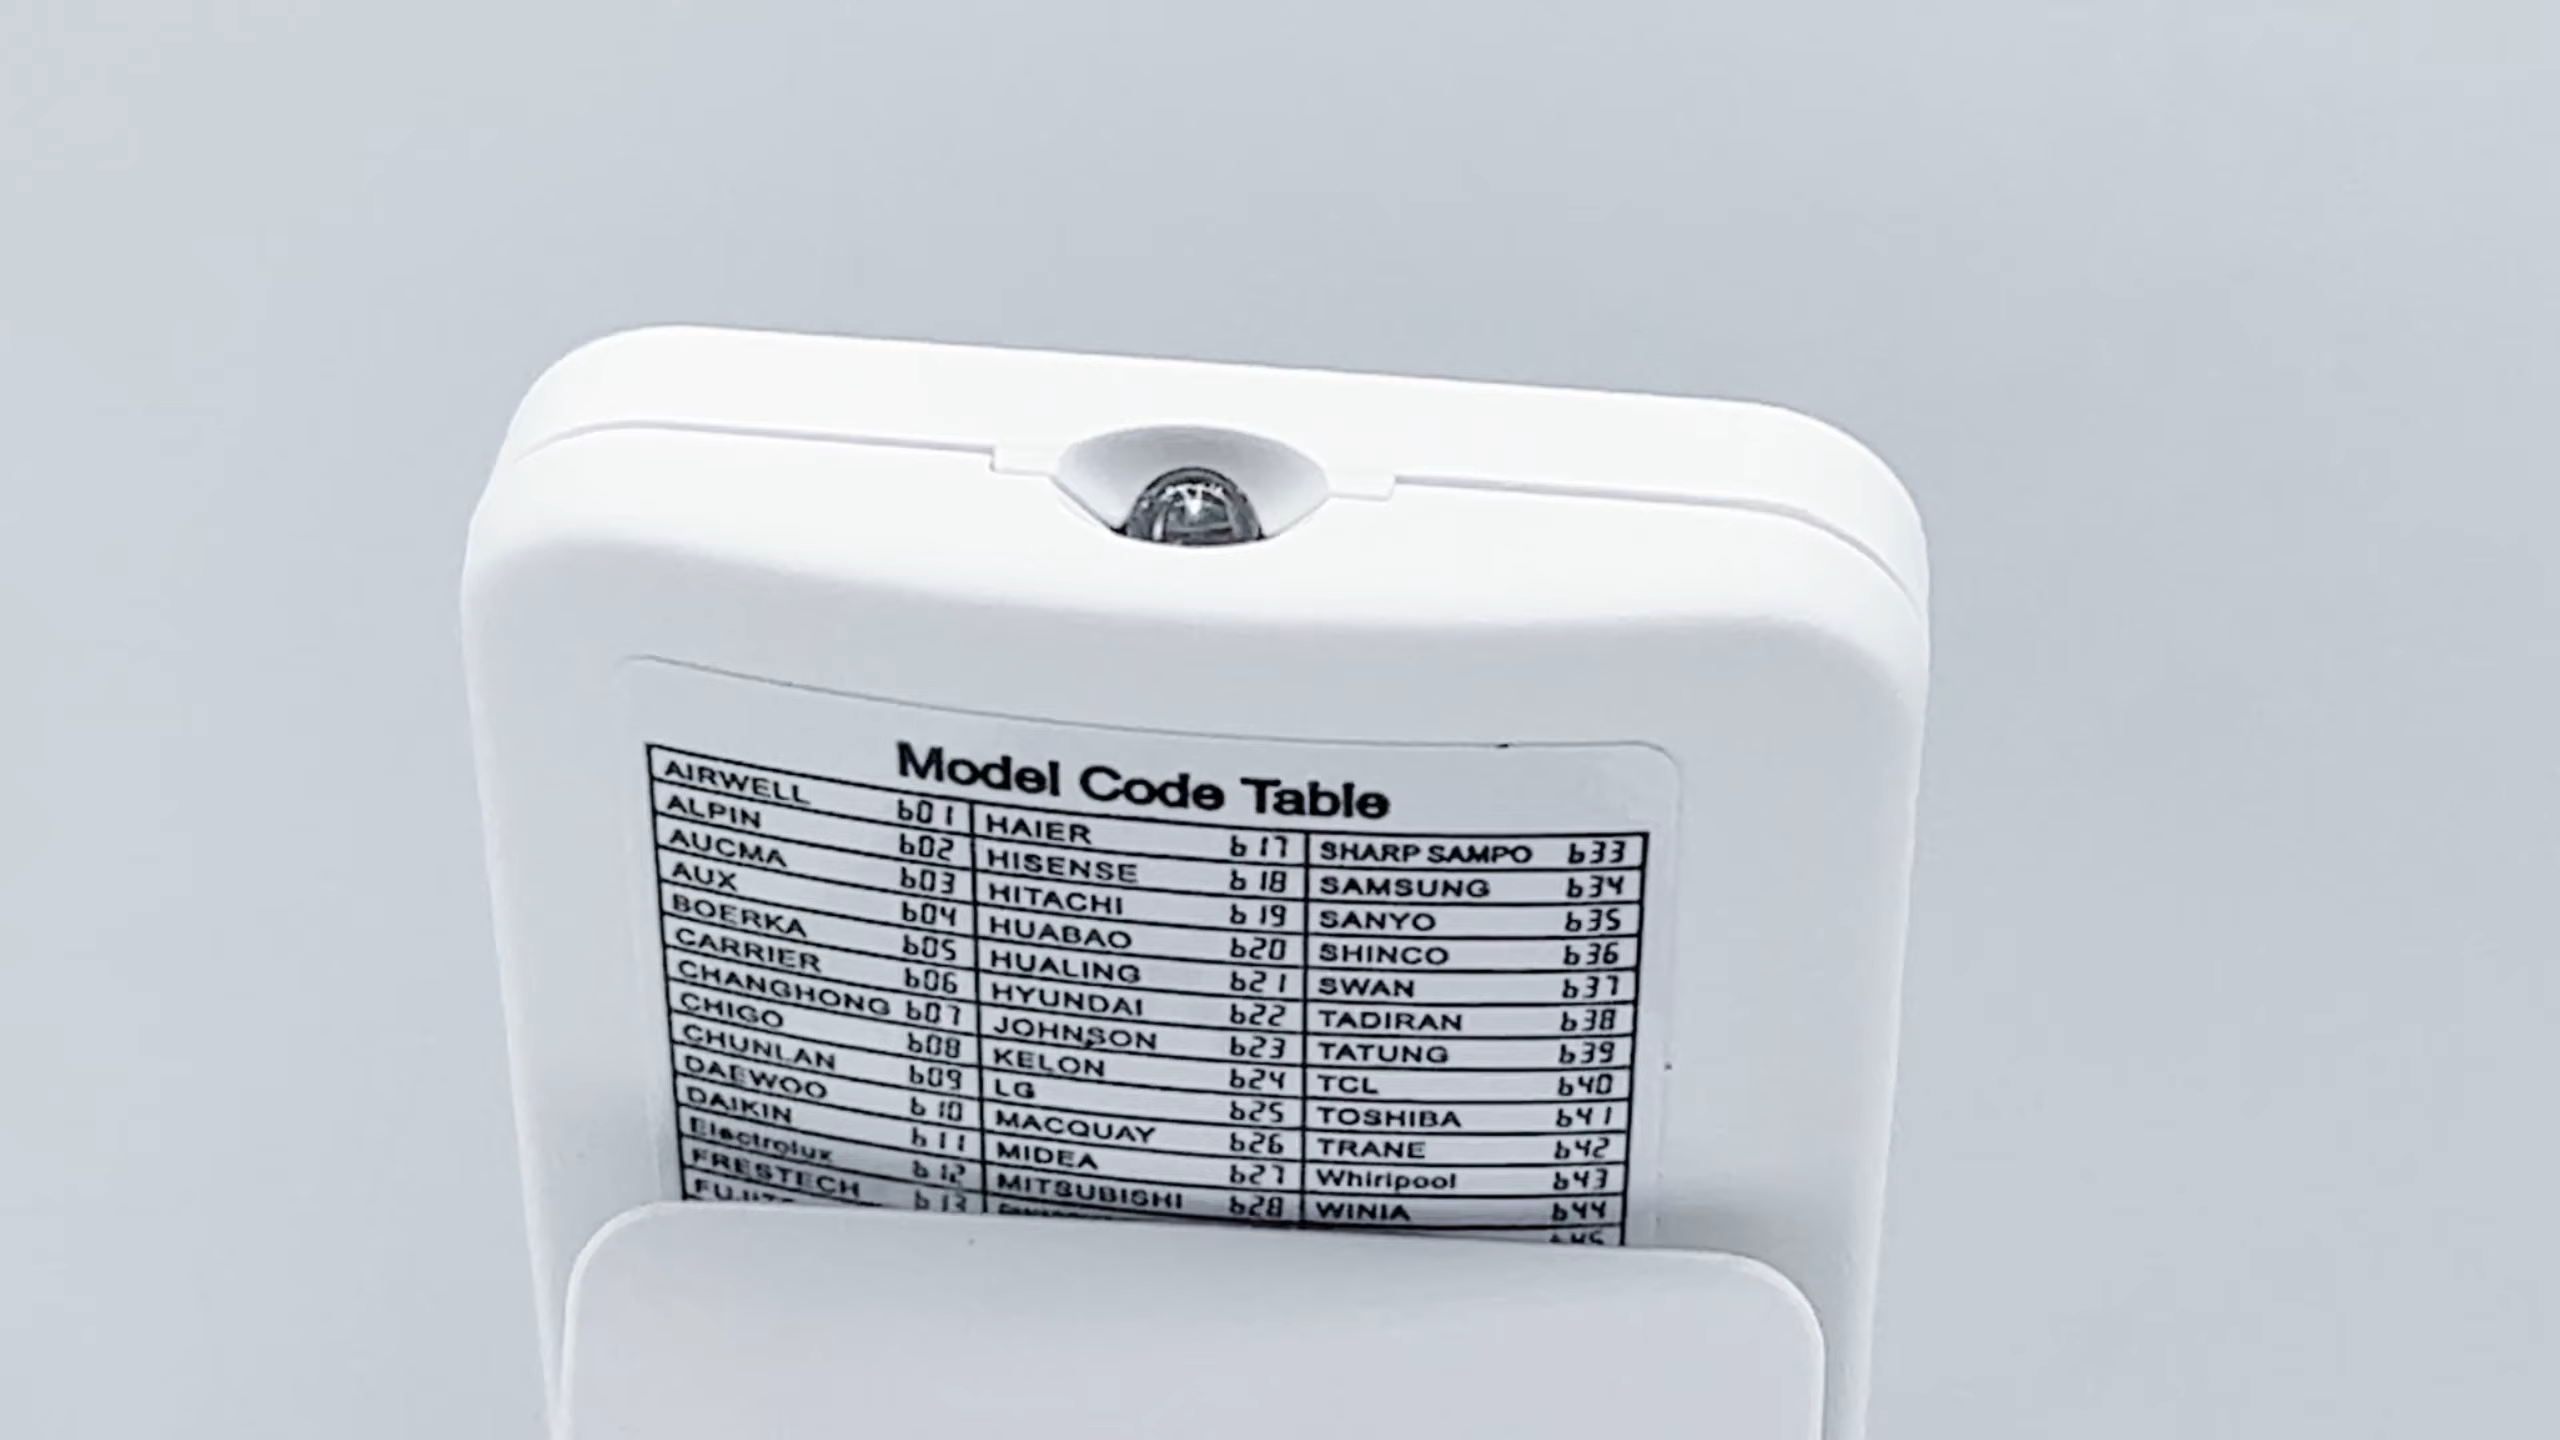 Model Code Table
AIRWELL b01 HAIER b17 SHARP SAMPO b33
ALPIN b02 HISENSE b18 SAMSUNG b34
AUCMA b03 HITACHI b19 SANYO b35
AUX b04 HUABAO b20 SHINCO b36
BOERKA b05 HUALING b21 SWAN b37
CARRIER b06 HYUNDAI b22 TADIRAN b38
CHANGHONG b07 JOHNSON b23 TATUNG b39
CHIGO b08 KELON b24 TCL b40
CHUNLAN b09 LG b25 TOSHIBA b41
DAEWOO b10 MACQUAY b26 TRANE b42
DAIKIN b11 MIDEA b27 Whirlpool b43
Electrolux b12 MITSUBISHI b28 WINIA b44
FRESTECH b13